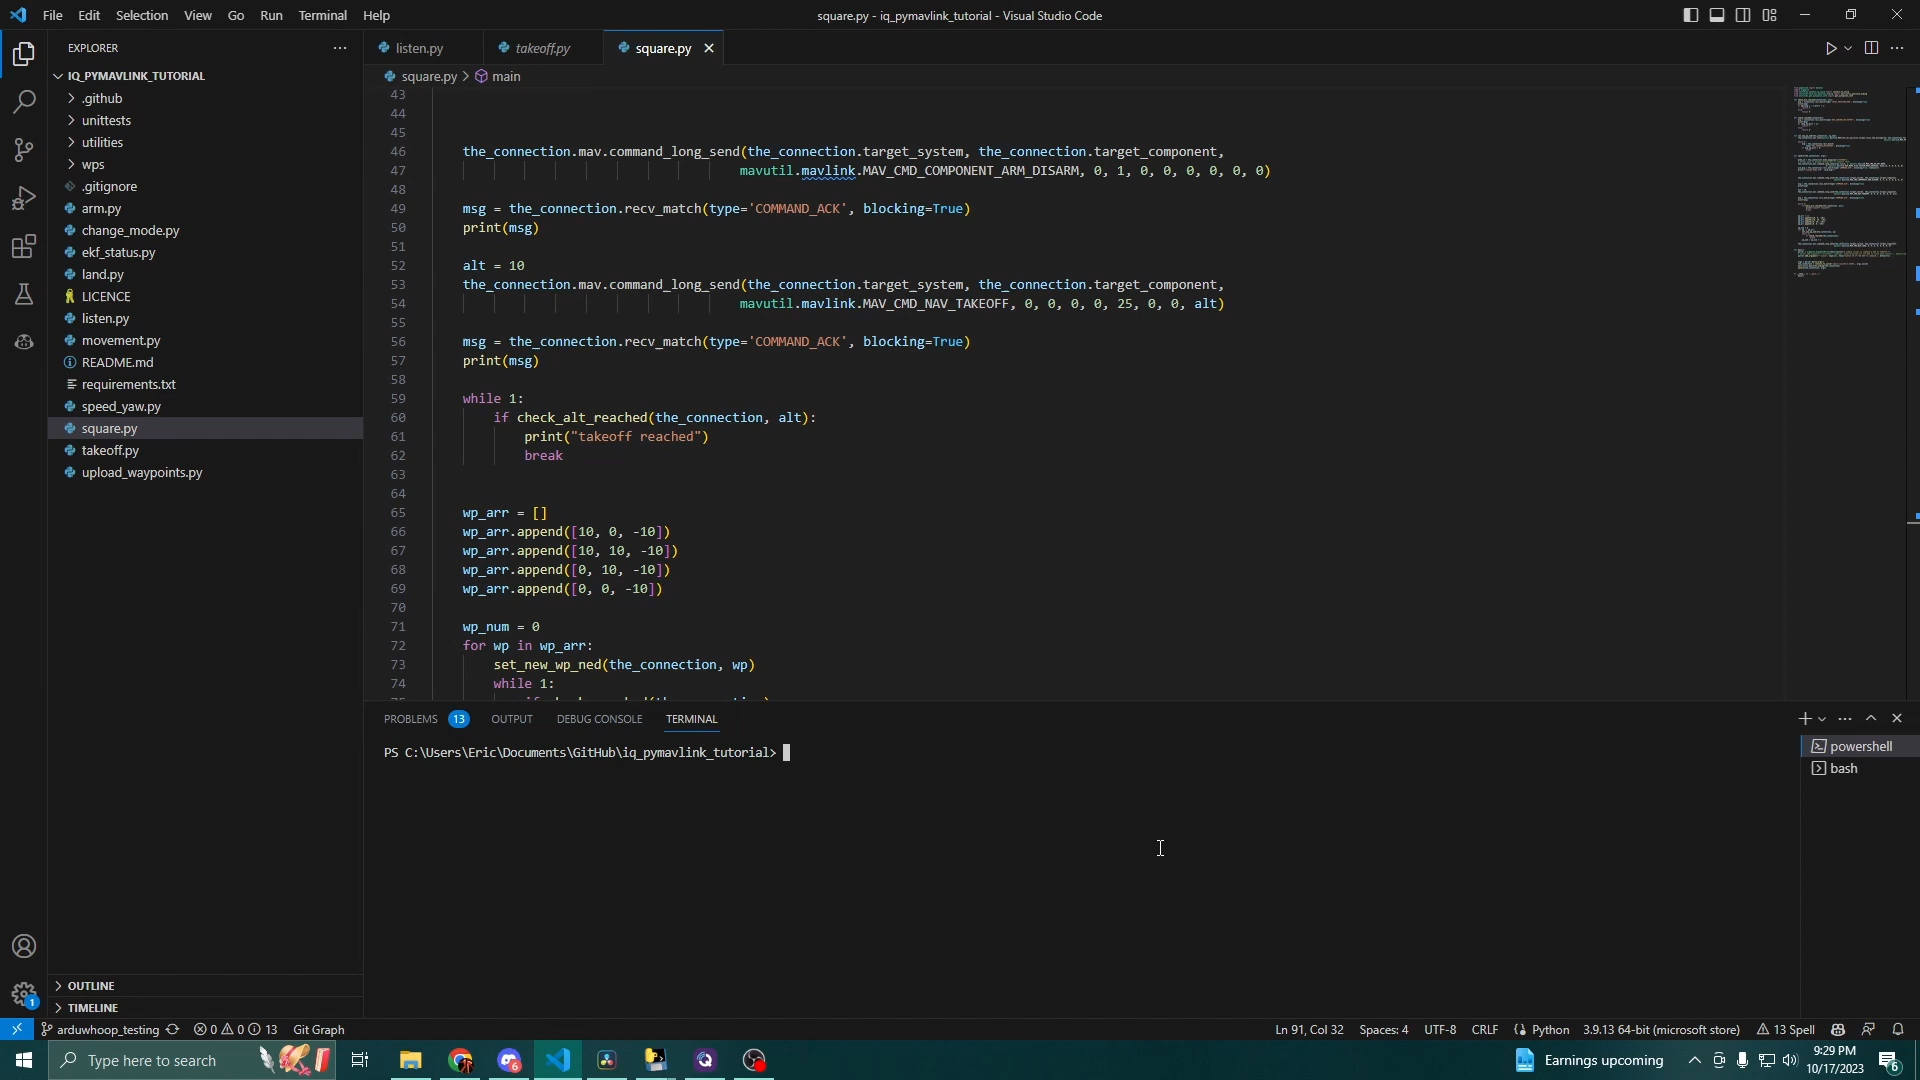 File Edit Selection View Go Run Terminal Help
square.py - iq_pymavlink_tutorial - Visual Studio Code
EXPLORER
IQ_PYMAVLINK_TUTORIAL
.github
unittests
utilities
wps
.gitignore
arm.py
change_mode.py
ekf_status.py
land.py
LICENCE
listen.py
movement.py
README.md
requirements.txt
speed_yaw.py
square.py
takeoff.py
upload_waypoints.py
OUTLINE
TIMELINE
listen.py takeoff.py square.py
square.py > main
43
44
45
46 the_connection.mav.command_long_send(the_connection.target_system, the_connection.target_component,
47 mavutil.mavlink.MAV_CMD_COMPONENT_ARM_DISARM, 0, 1, 0, 0, 0, 0, 0, 0)
48
49 msg = the_connection.recv_match(type='COMMAND_ACK', blocking=True)
50 print(msg)
51
52 alt = 10
53 the_connection.mav.command_long_send(the_connection.target_system, the_connection.target_component,
54 mavutil.mavlink.MAV_CMD_NAV_TAKEOFF, 0, 0, 0, 0, 25, 0, 0, alt)
55
56 msg = the_connection.recv_match(type='COMMAND_ACK', blocking=True)
57 print(msg)
58
59 while 1:
60 if check_alt_reached(the_connection, alt):
61 print("takeoff reached")
62 break
63
64
65 wp_arr = []
66 wp_arr.append([10, 0, -10])
67 wp_arr.append([10, 10, -10])
68 wp_arr.append([0, 10, -10])
69 wp_arr.append([0, 0, -10])
70
71 wp_num = 0
72 for wp in wp_arr:
73 set_new_wp_ned(the_connection, wp)
74 while 1:
PROBLEMS 13 OUTPUT DEBUG CONSOLE TERMINAL
PS C:\Users\Eric\Documents\GitHub\iq_pymavlink_tutorial>
powershell
bash
1
arduwhoop_testing 0 0 13 Git Graph
Ln 91, Col 32 Spaces: 4 UTF-8 CRLF Python 3.9.13 64-bit (microsoft store) 13 Spell
Type here to search
6
Earnings upcoming
9:29 PM
10/17/2023
6